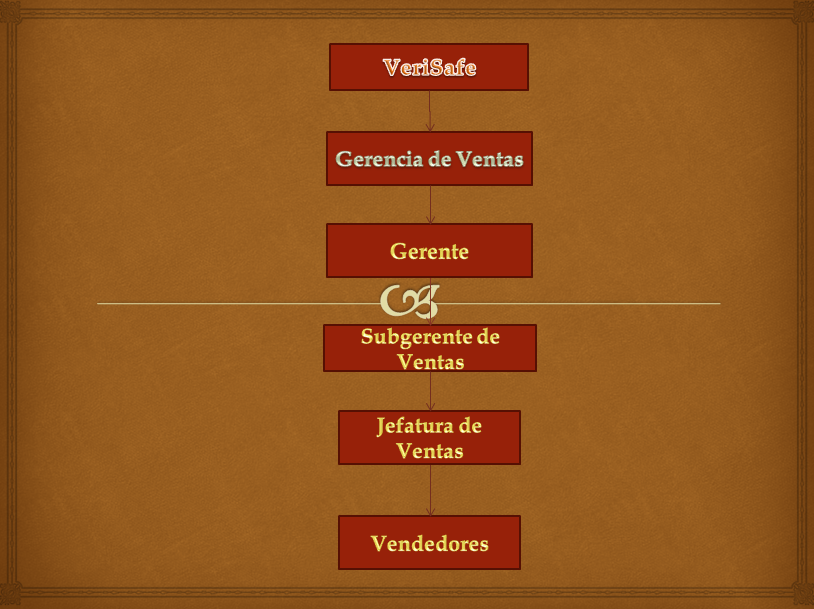 VeriSafe
Gerencia de Ventas
Gerente
Subgerente de
Ventas
Jefatura de
Ventas
Vendedores